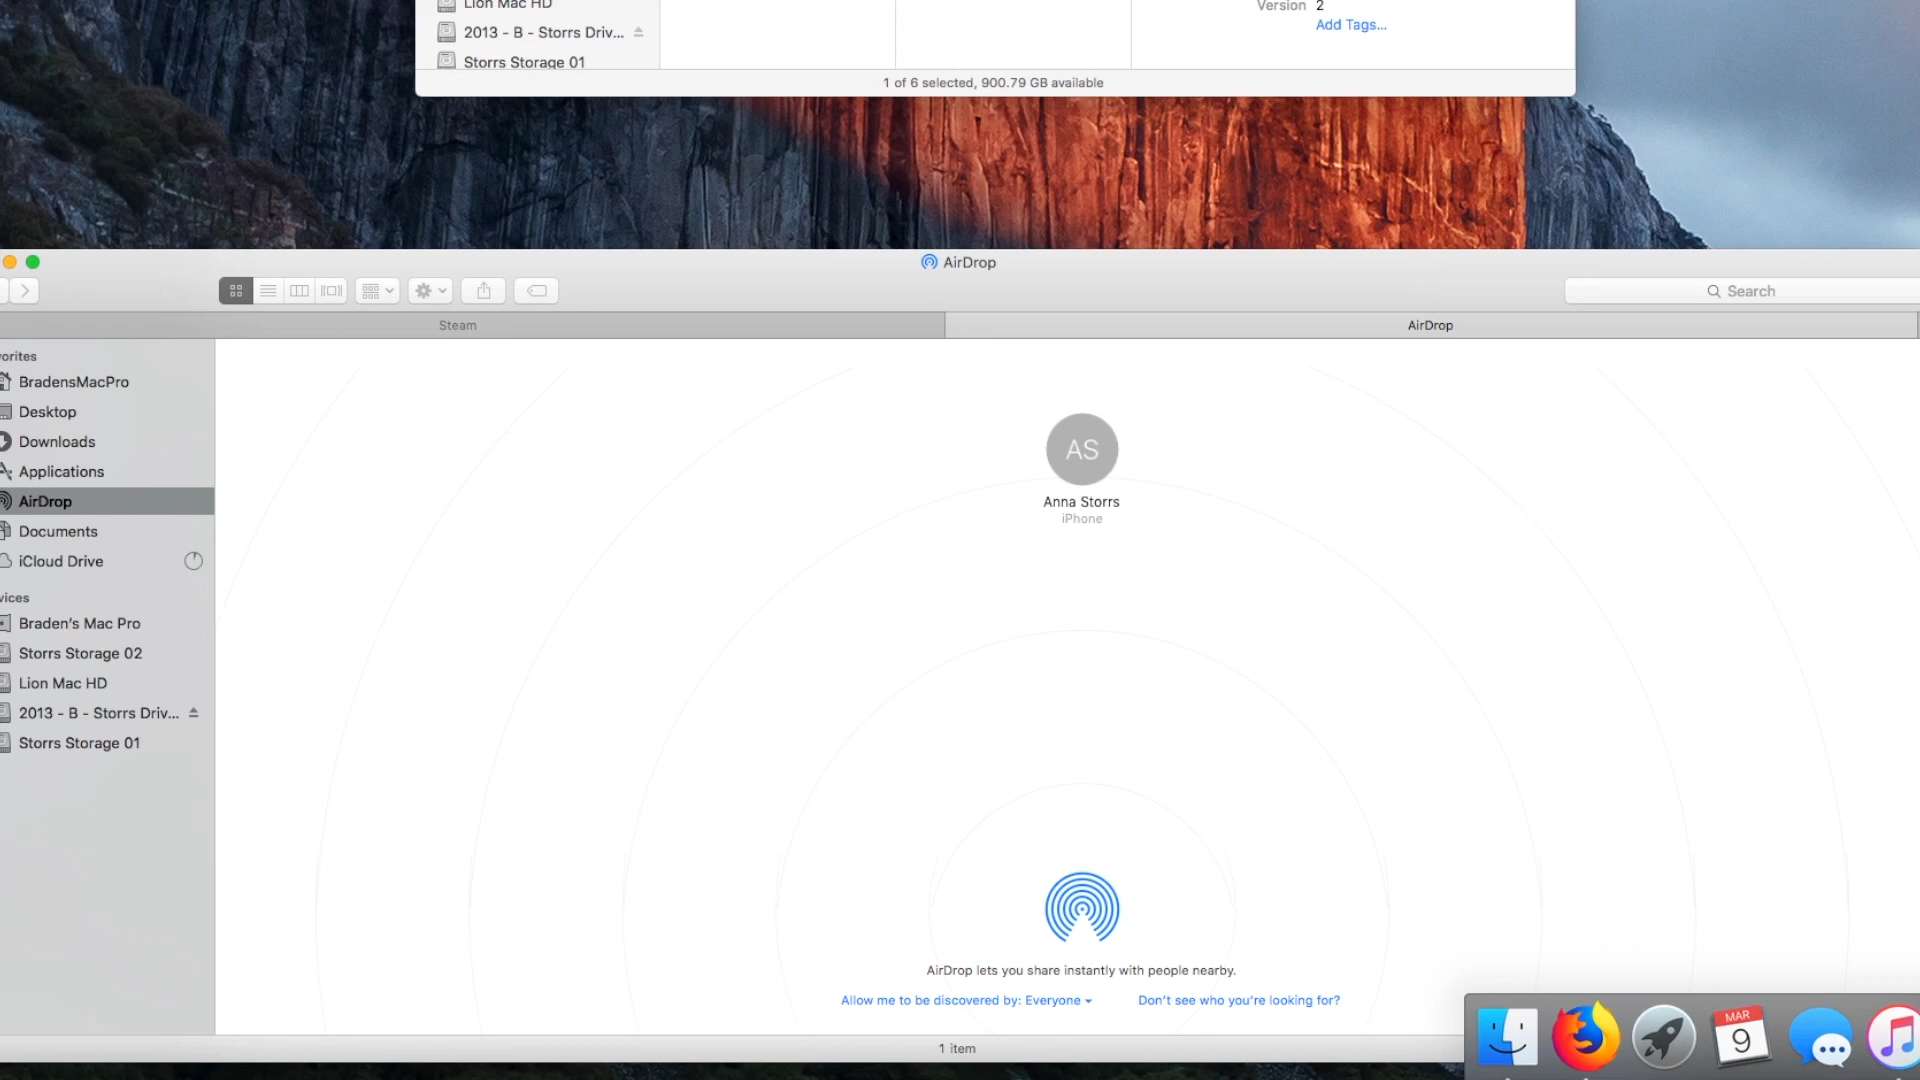 Lion Mac HD
2013 - B - Storrs Driv...
Storrs Storage 01
Version 2
Add Tags...
1 of 6 selected, 900.79 GB available
AirDrop
Search
Steam
AirDrop
vorites
BradensMacPro
Desktop
Downloads
Applications
AirDrop
Documents
iCloud Drive
vices
Braden's Mac Pro
Storrs Storage 02
Lion Mac HD
2013 - B - Storrs Driv...
Storrs Storage 01
AS
Anna Storrs
iPhone
AirDrop lets you share instantly with people nearby.
Allow me to be discovered by: Everyone
Don't see who you're looking for?
1 item
MAR
9